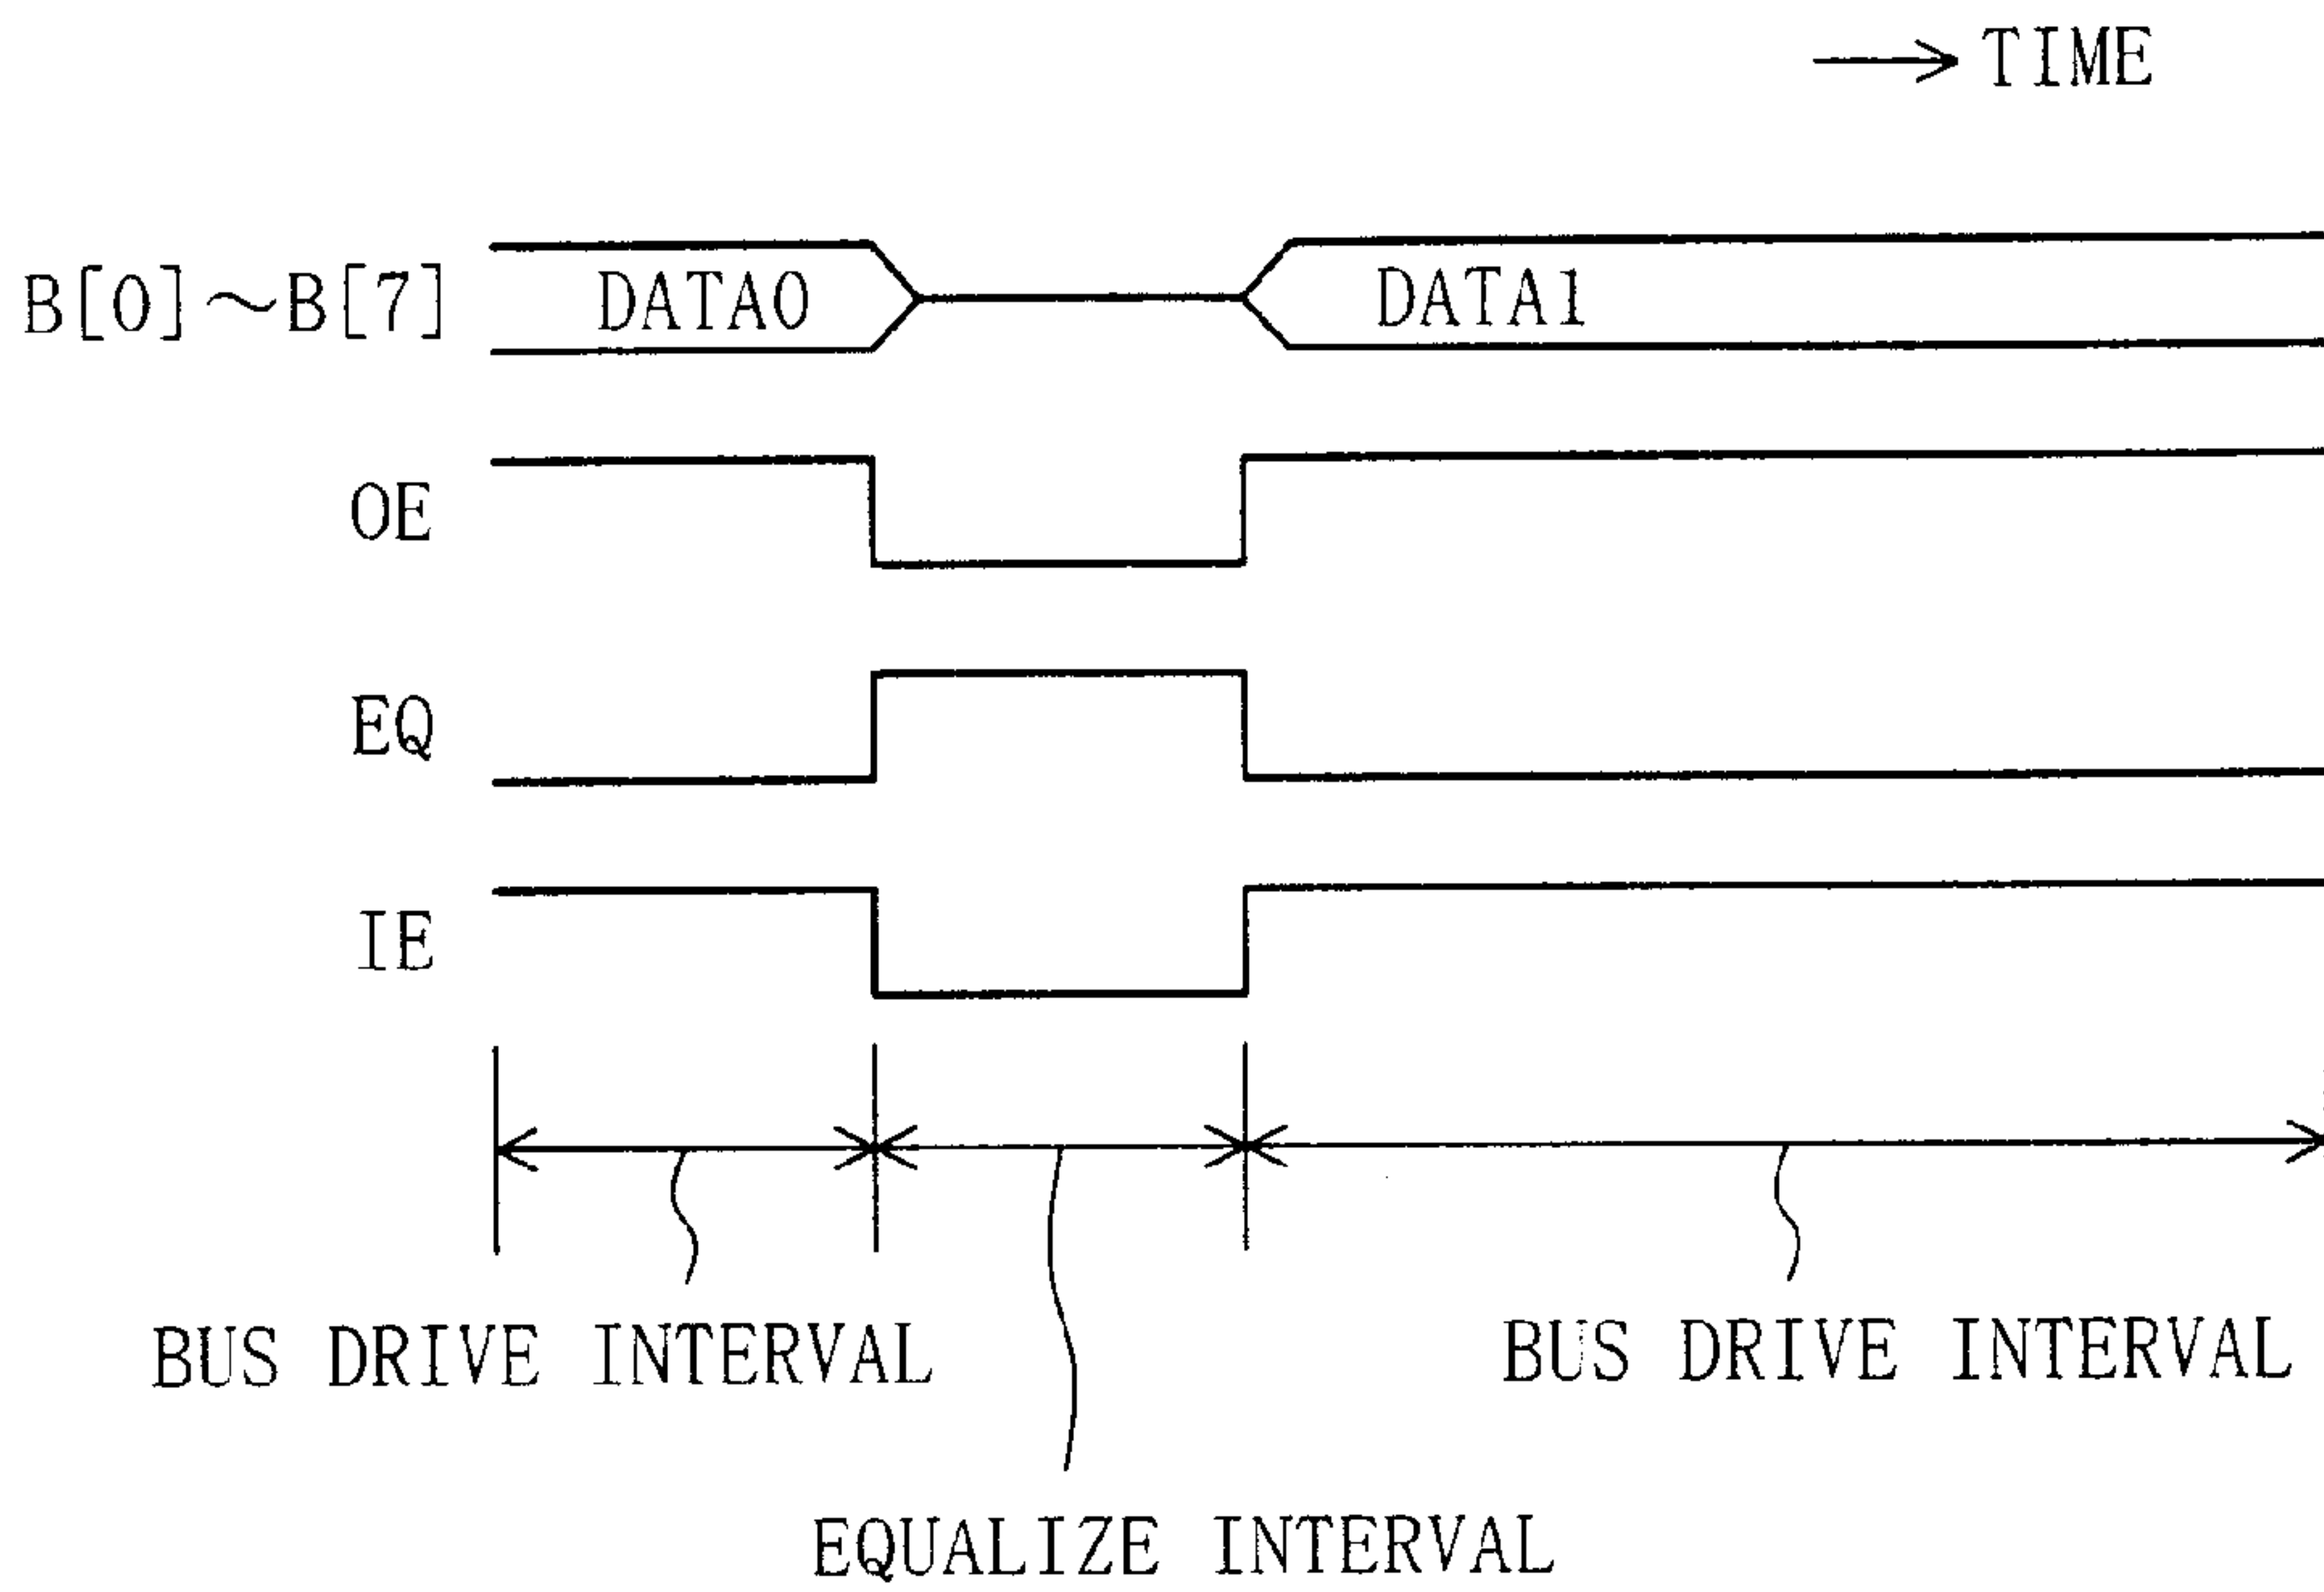 TIME
B[0]～B[7]
DATA0
DATA1
OE
EQ
IE
BUS DRIVE INTERVAL
BUS DRIVE INTERVAL
EQUALIZE INTERVAL